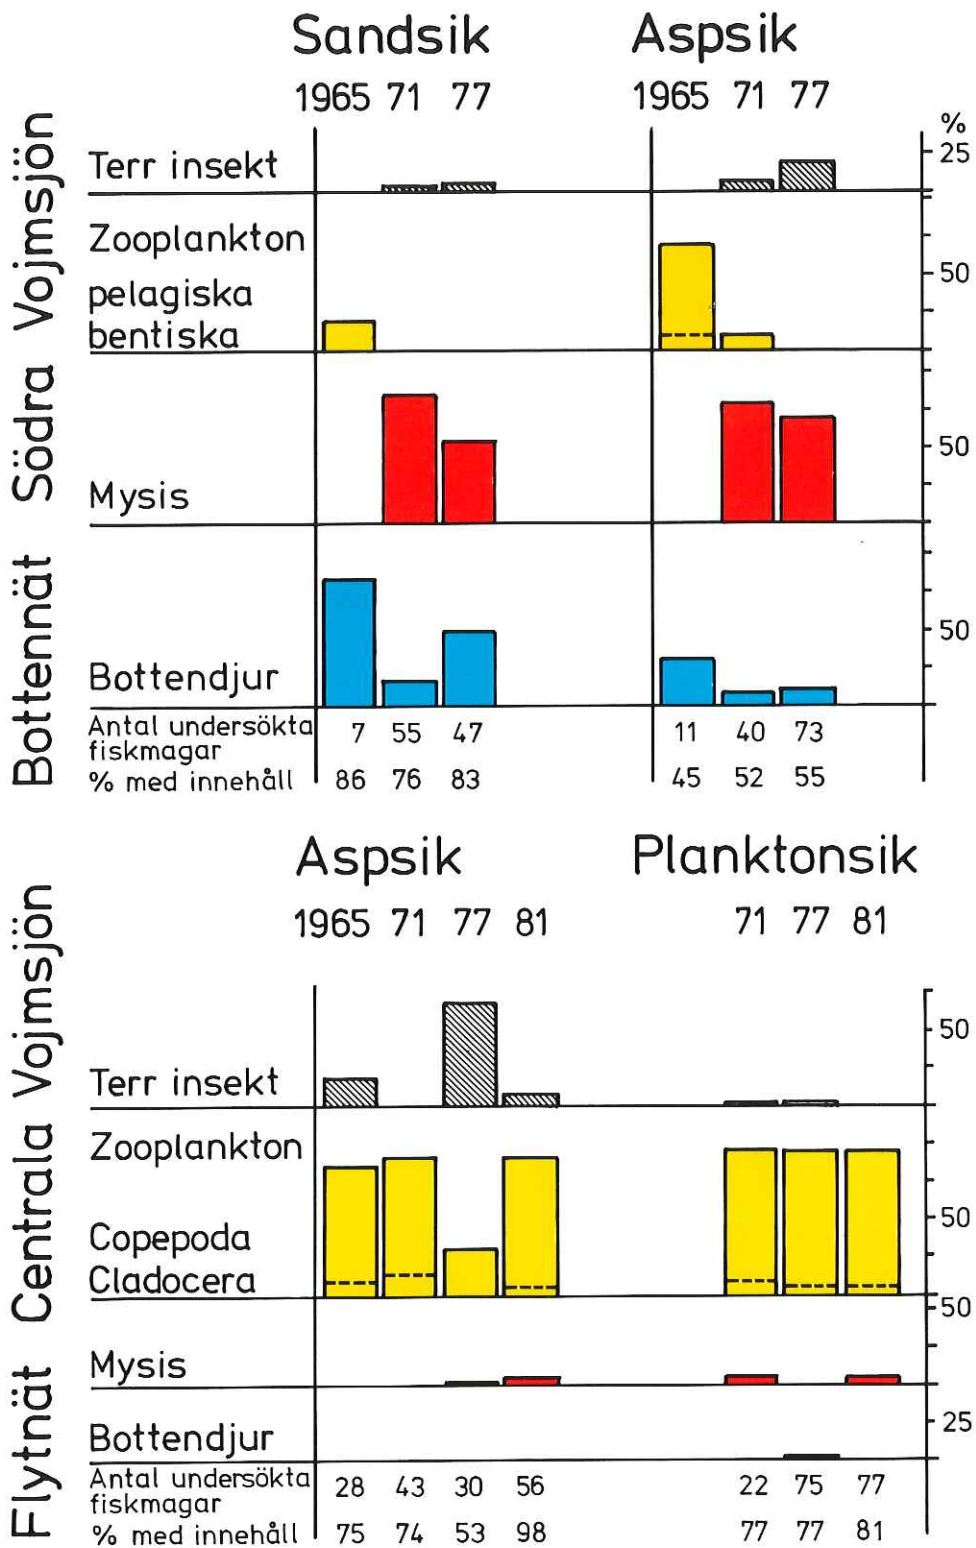 Sandsik Aspsik
1965 71 77 1965 71 77
%
Bottennät Södra Vojmsjön
Terr insekt 25
Zooplankton
50
pelagiska
bentiska
50
Mysis
50
Bottendjur
Antal undersökta
fiskmagar
7 55 47 11 40 73
% med innehåll 86 76 83 45 52 55
Aspsik Planktonsik
1965 71 77 81 71 77 81
Flytnät Centrala Vojmsjön
50
Terr insekt
Zooplankton
50
Copepoda
Cladocera
50
Mysis
25
Bottendjur
Antal undersökta
fiskmagar
28 43 30 56 22 75 77
% med innehåll 75 74 53 98 77 77 81